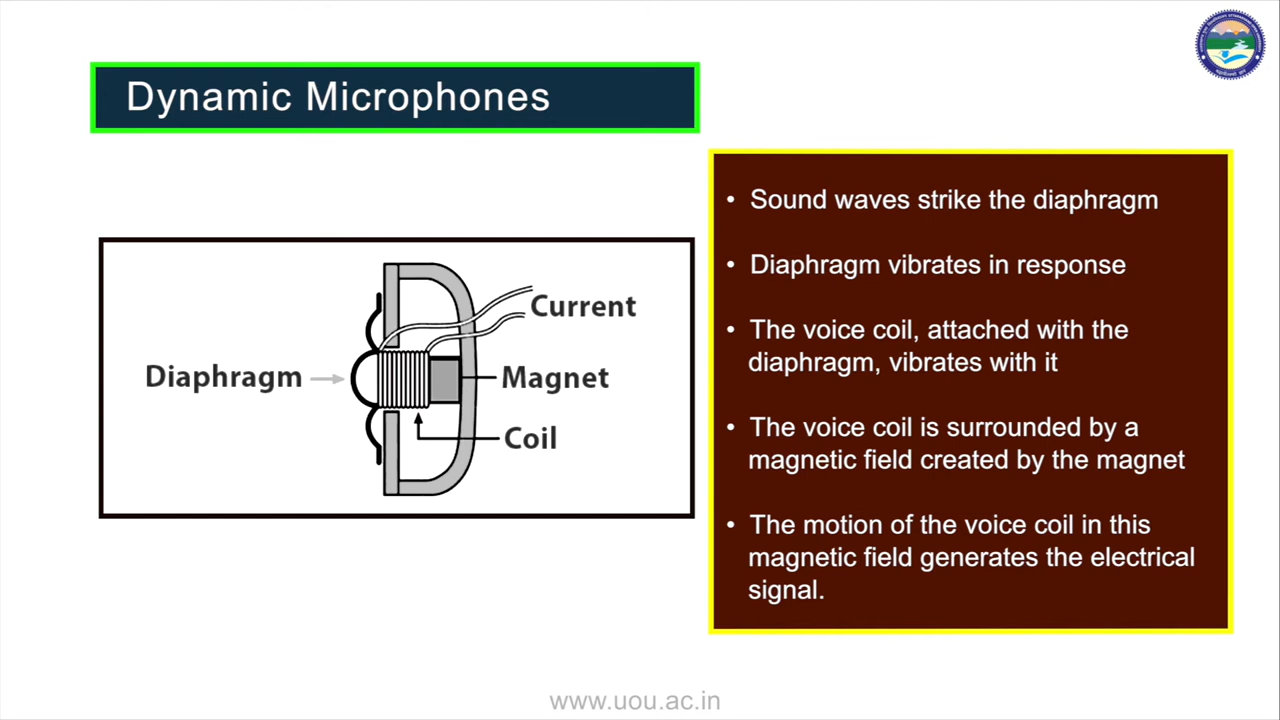 Dynamic Microphones
• Sound waves strike the diaphragm
• Diaphragm vibrates in response
• The voice coil, attached with the
diaphragm, vibrates with it
• The voice coil is surrounded by a
magnetic field created by the magnet
• The motion of the voice coil in this
magnetic field generates the electrical
signal.
Current
Diaphragm
Magnet
Coil
www.uou.ac.in